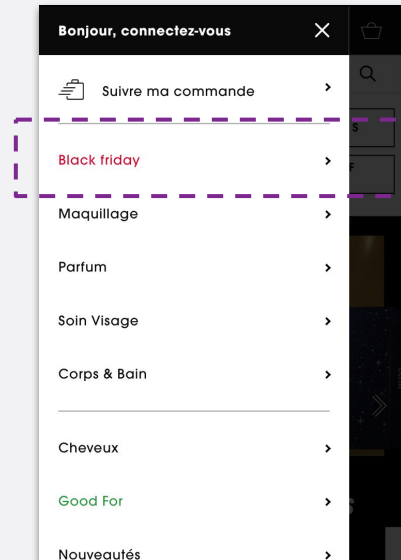 Bonjour, connectez-vous
Suivre ma commande
Black friday
Maquillage
Parfum
Soin Visage
Corps & Bain
Cheveux
Good For
Nouveautés